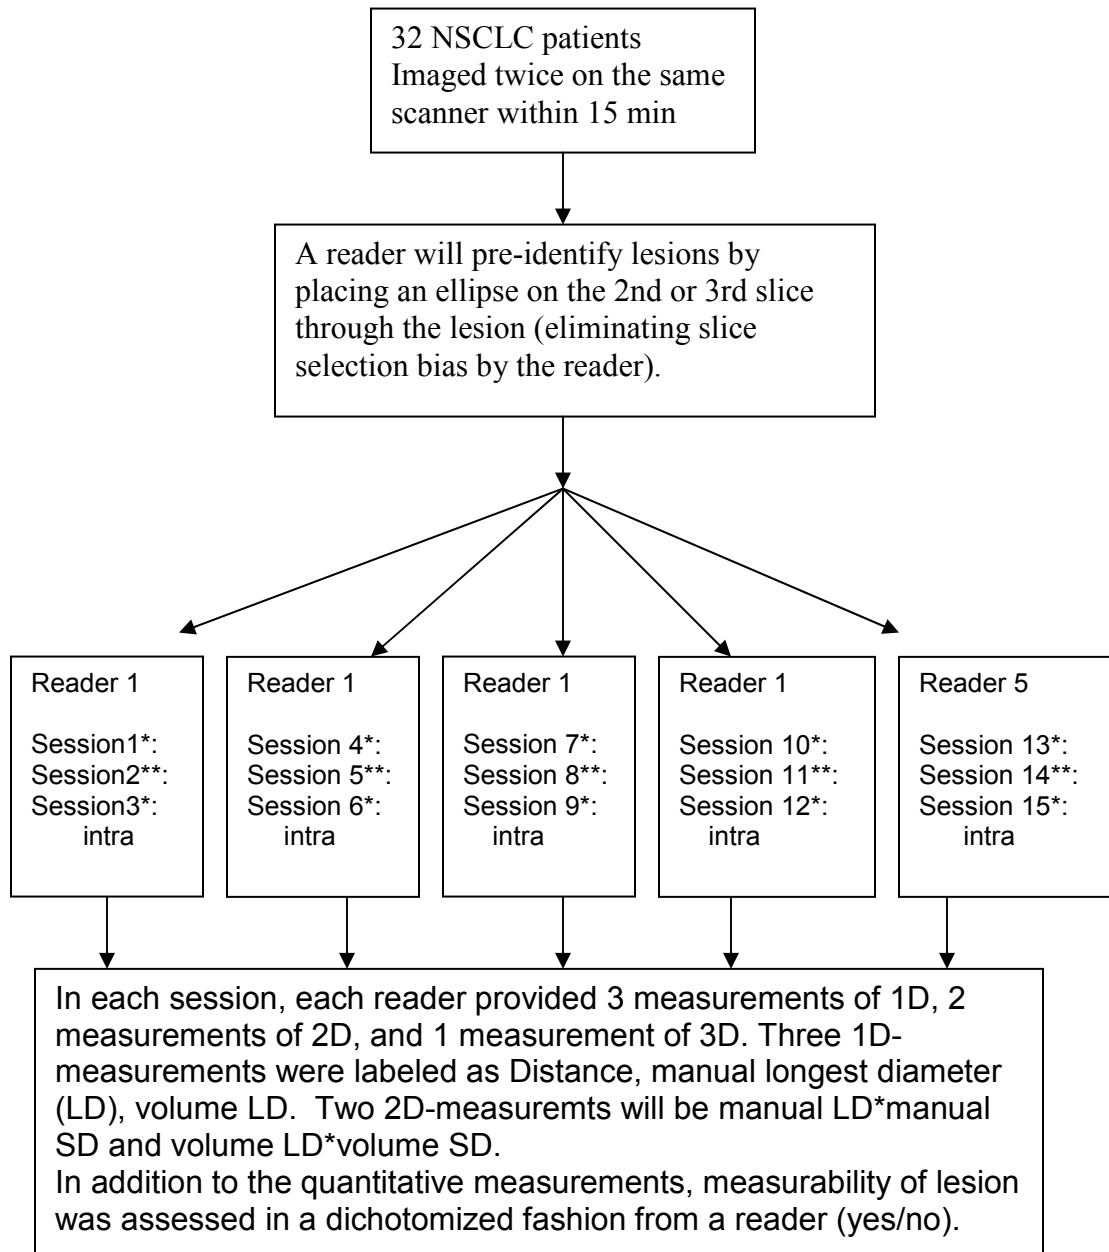 32 NSCLC patients
Imaged twice on the same
scanner within 15 min
A reader will pre-identify lesions by
placing an ellipse on the 2nd or 3rd slice
through the lesion (eliminating slice
selection bias by the reader).
Reader 1
Session1*:
Session2**:
Session3*:
intra
Reader 1
Session 4*:
Session 5**:
Session 6*:
intra
Reader 1
Session 7*:
Session 8**:
Session 9*:
intra
Reader 1
Session 10*:
Session 11**:
Session 12*:
intra
Reader 5
Session 13*:
Session 14**:
Session 15*:
intra
In each session, each reader provided 3 measurements of 1D, 2
measurements of 2D, and 1 measurement of 3D. Three 1D-
measurements were labeled as Distance, manual longest diameter
(LD), volume LD.  Two 2D-measuremts will be manual LD*manual
SD and volume LD*volume SD.
In addition to the quantitative measurements, measurability of lesion
was assessed in a dichotomized fashion from a reader (yes/no).